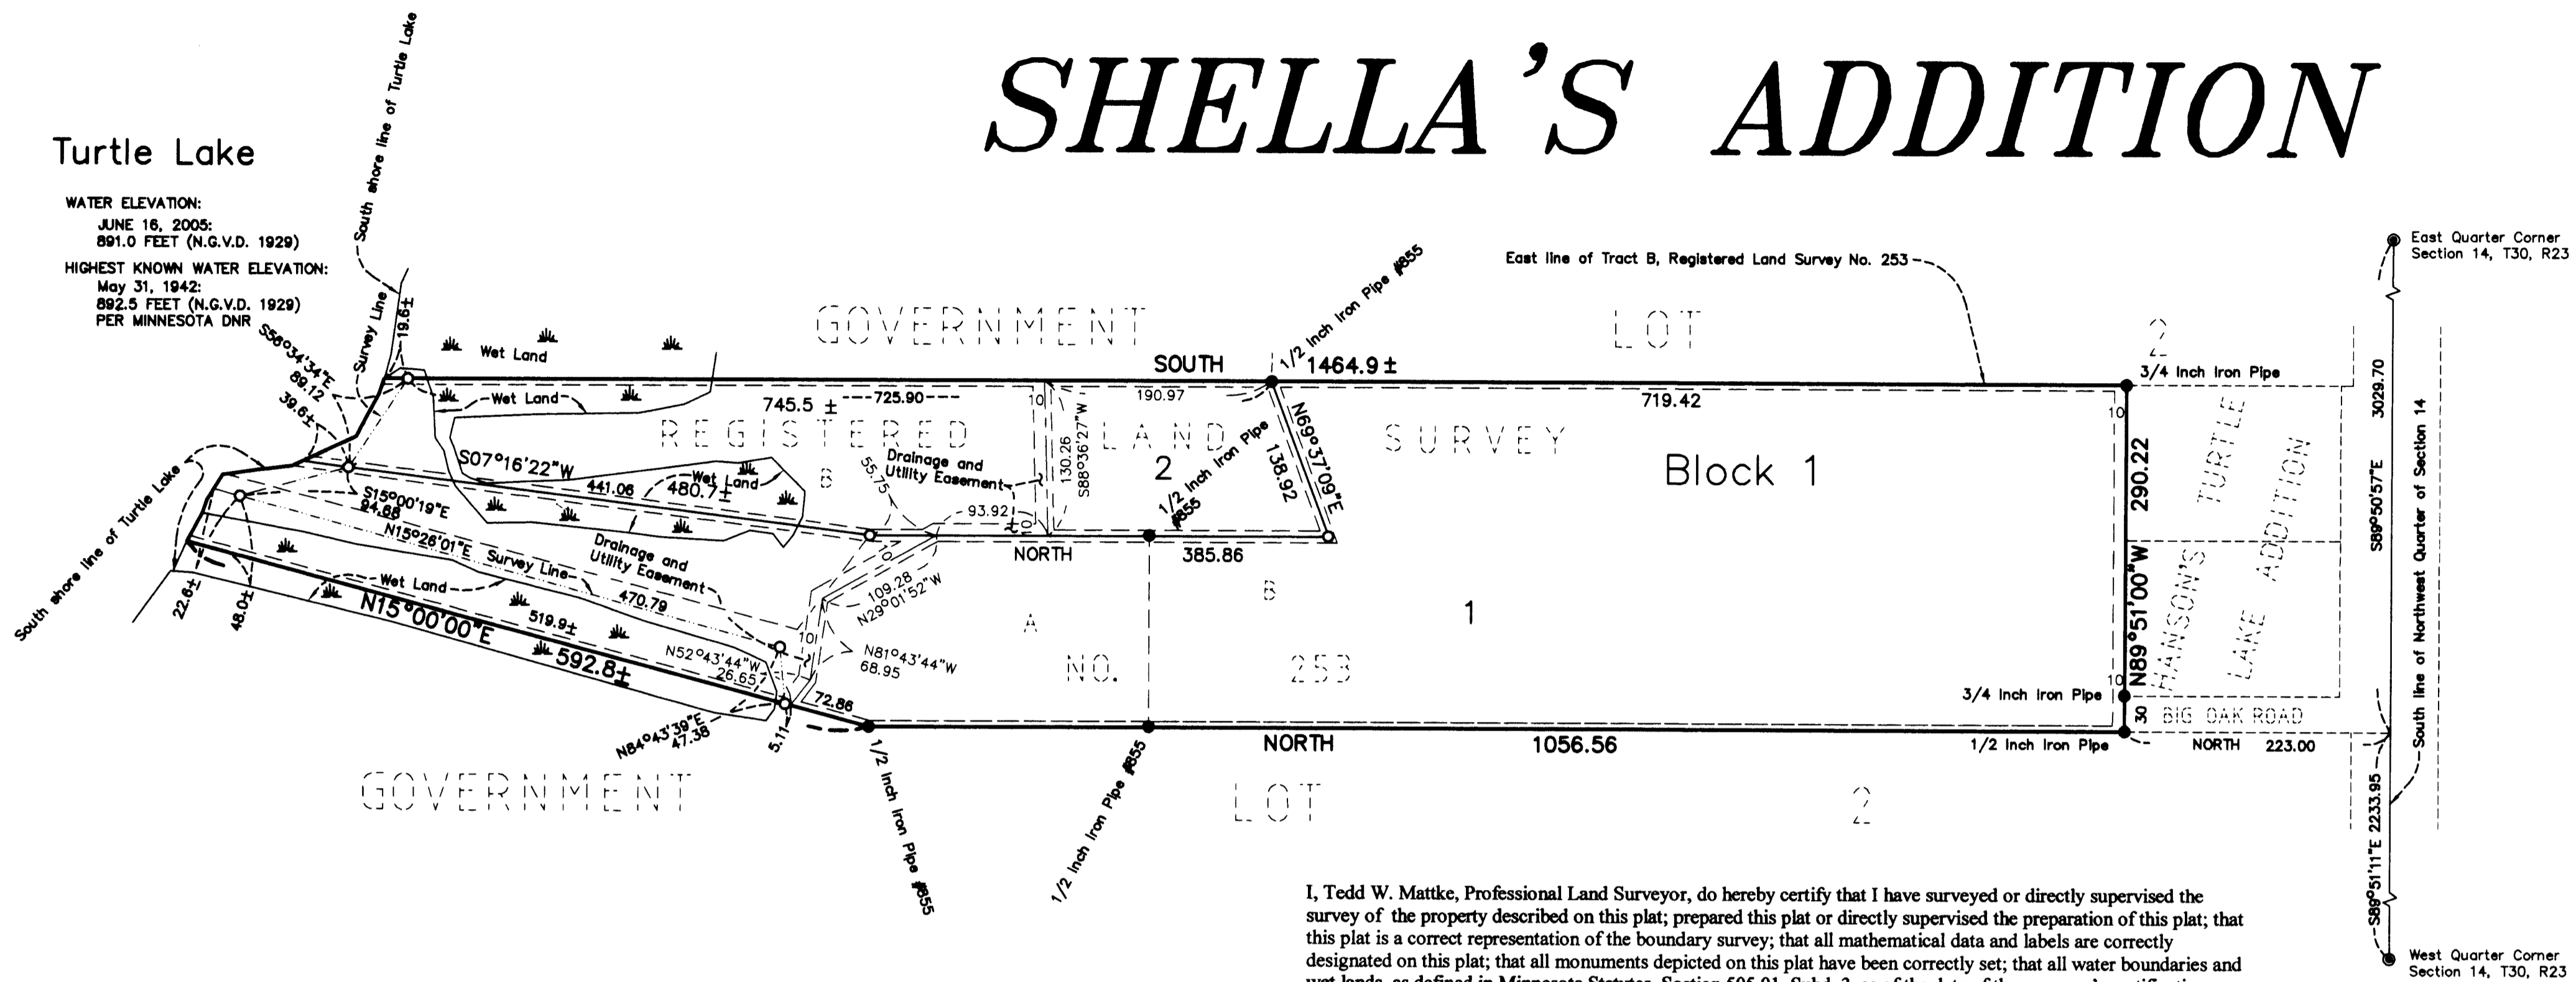 SHELLA'S ADDITION
Turtle Lake
WATER ELEVATION:
JUNE 16, 2005:
891.0 FEET (N.G.V.D. 1929)
HIGHEST KNOWN WATER ELEVATION:
May 31, 1942:
892.5 FEET (N.G.V.D. 1929)
PER MINNESOTA DNR
South shore line of Turtle Lake
Survey Line
19.6±
S58°34'34"E
89.12
39.6±
South shore line of Turtle Lake
GOVERNMENT LOT 2
Wet Land
Wet Land
SOUTH 1464.9±
1/2 Inch Iron Pipe #855
East line of Tract B, Registered Land Survey No. 253
3/4 Inch Iron Pipe
East Quarter Corner
Section 14, T30, R23
745.5 ± 725.90
10
190.97
719.42
10
REGISTERED LAND SURVEY
B
130.26
S88°36'27"W
2
1/2 Inch Iron Pipe
#855
N69°37'09"E
138.92
Block 1
290.22
N89°51'00"W
HANSON'S TURTLE
LAKE ADDITION
S89°50'57"E 3029.70
South line of Northwest Quarter of Section 14
S07°16'22"W
441.06
480.7±
Wet Land
55.75
Drainage and
Utility Easement
93.92
10
NORTH 385.86
S15°00'19"E
94.68
N15°26'01"E Survey Line
470.79
Drainage and
Utility Easement
10
109.28
N29°01'52"W
10
N81°43'44"W
68.95
B
A
1
NO. 253
Wet Land
22.6±
48.0±
N15°00'00"E
519.9±
592.8±
N52°43'44"W
26.65
72.86
N84°43'39"E
47.38
5.11
1/2 Inch Iron Pipe #855
1/2 Inch Iron Pipe #855
NORTH 1056.56
3/4 Inch Iron Pipe
10
30
BIG OAK ROAD
1/2 Inch Iron Pipe
NORTH 223.00
GOVERNMENT LOT 2
S89°51'11"E 2233.95
West Quarter Corner
Section 14, T30, R23
I, Tedd W. Mattke, Professional Land Surveyor, do hereby certify that I have surveyed or directly supervised the
survey of the property described on this plat; prepared this plat or directly supervised the preparation of this plat; that
this plat is a correct representation of the boundary survey; that all mathematical data and labels are correctly
designated on this plat; that all monuments depicted on this plat have been correctly set; that all water boundaries and